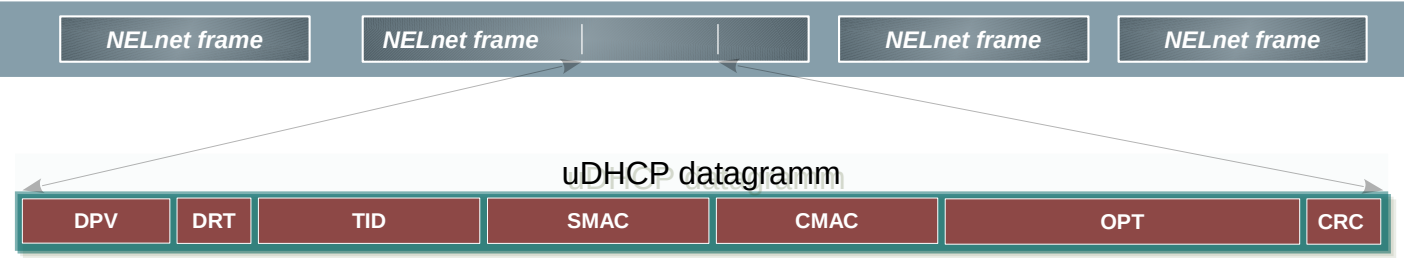 NELnet frame NELnet frame NELnet frame NELnet frame
uDHCP datagramm
DPV DRT TID SMAC CMAC OPT CRC